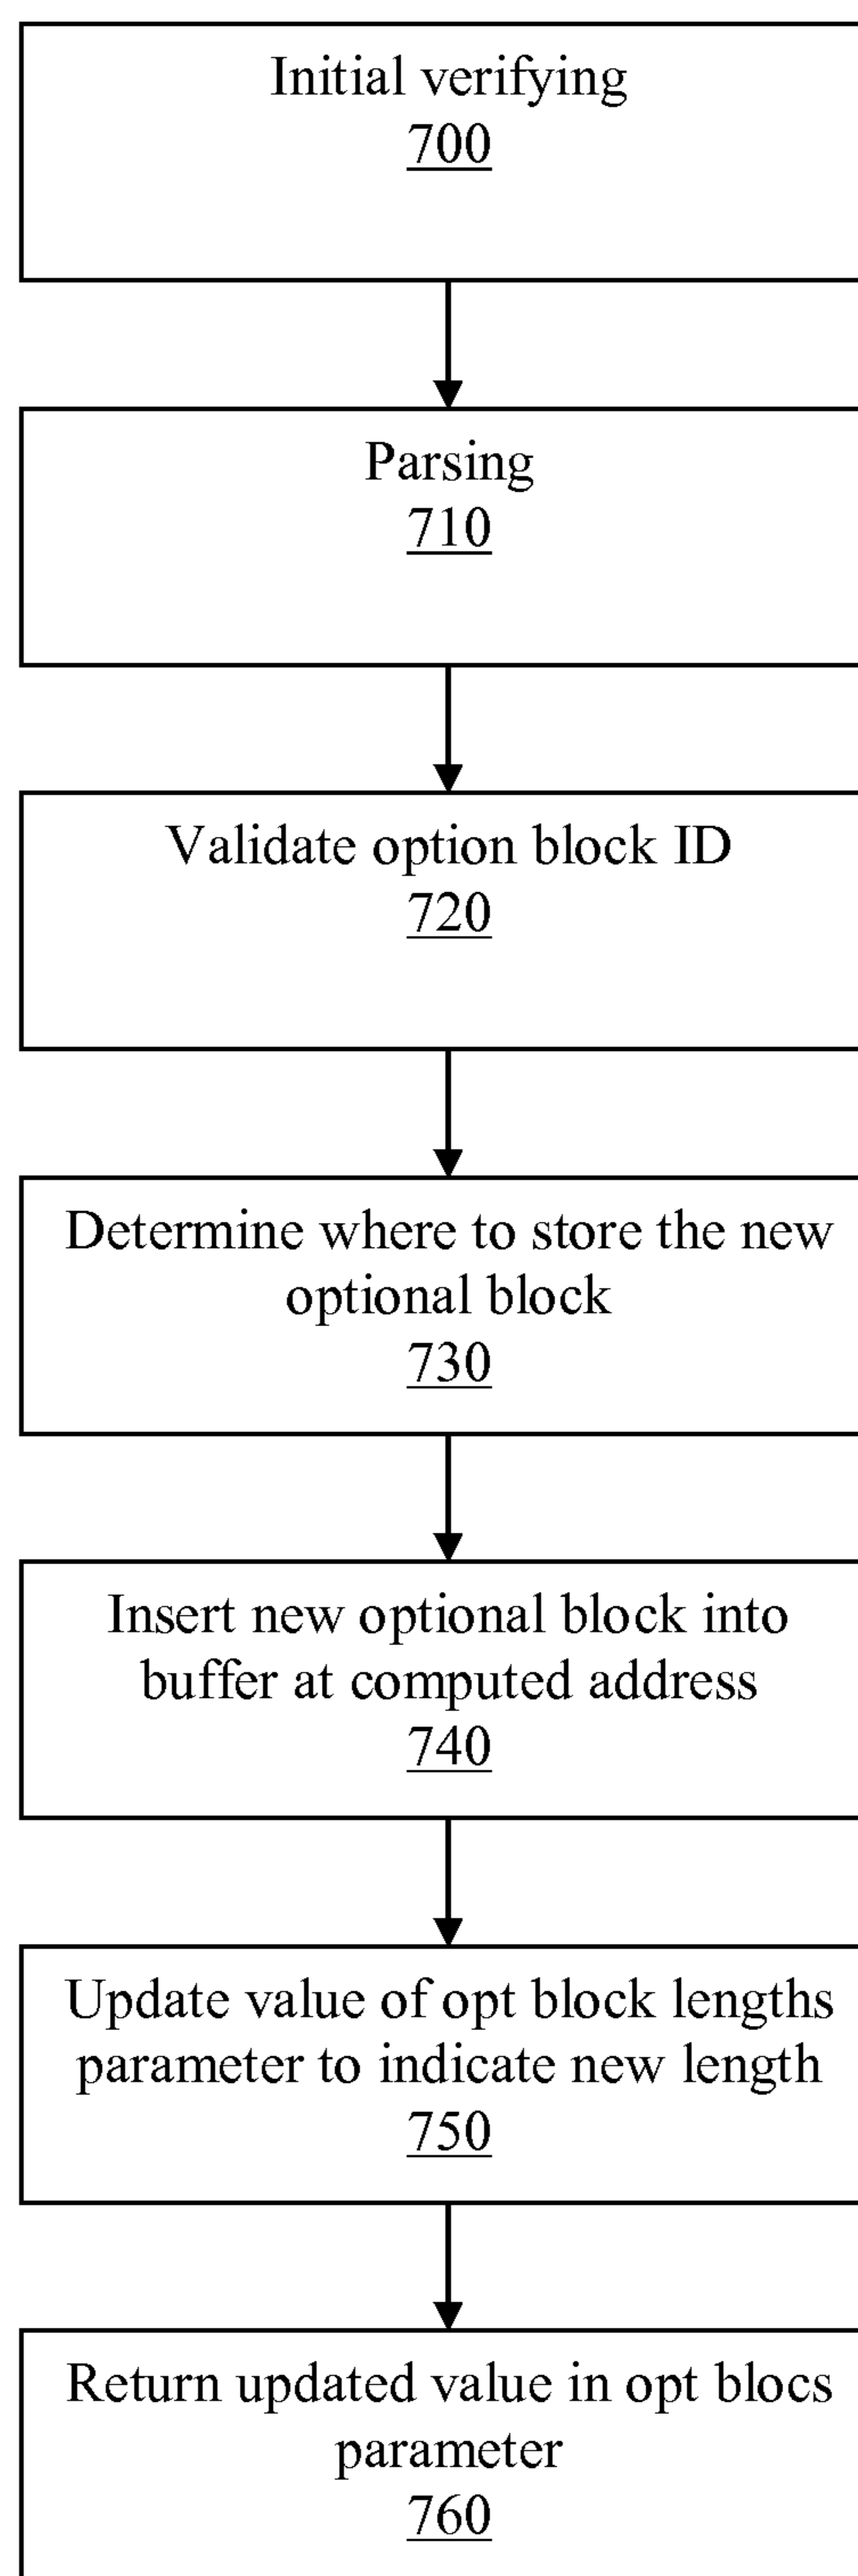 Initial verifying
700
Parsing
710
Validate option block ID
720
Determine where to store the new
optional block
730
Insert new optional block into
buffer at computed address
740
Update value of opt block lengths
parameter to indicate new length
750
Return updated value in opt blocs
parameter
760